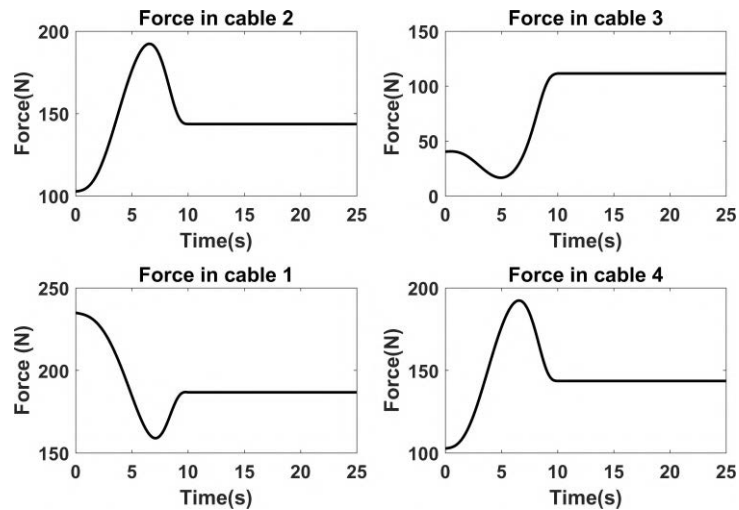 Force in cable 2
Force(N)
200
150
100
0 5 10 15 20 25
Time(s)
Force in cable 3
Force(N)
150
100
50
0
0 5 10 15 20 25
Time(s)
Force in cable 1
Force (N)
250
200
150
0 5 10 15 20 25
Time(s)
Force in cable 4
Force(N)
200
150
100
0 5 10 15 20 25
Time(s)